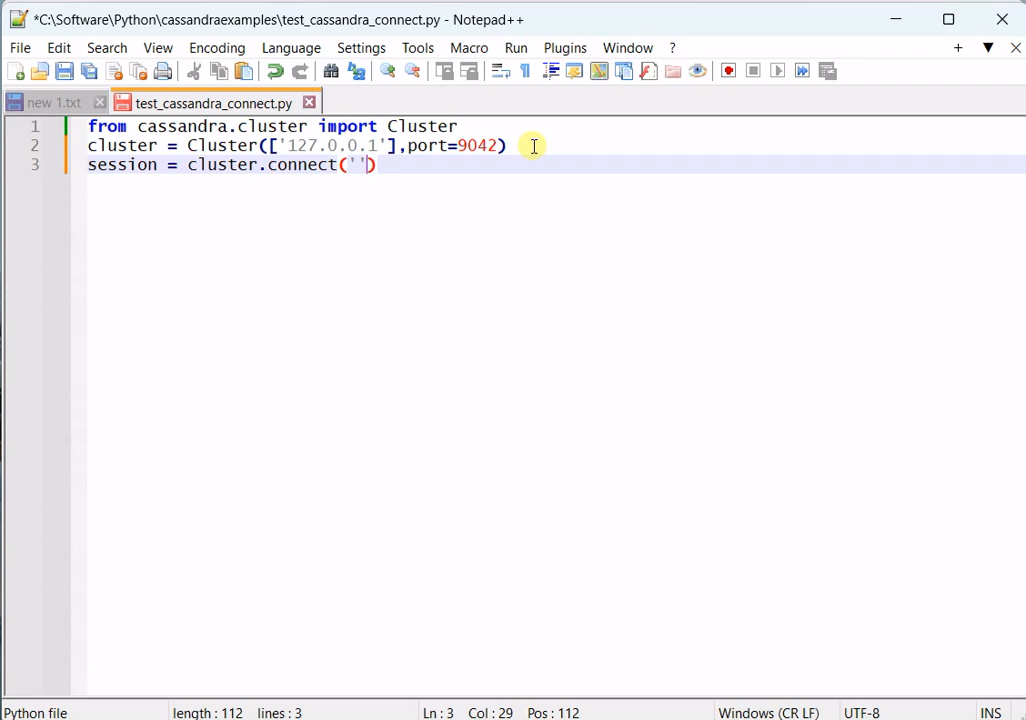 *C:\Software\Python\cassandraexamples\test_cassandra_connect.py - Notepad++
File Edit Search View Encoding Language Settings Tools Macro Run Plugins Window ?
new 1.txt test_cassandra_connect.py
1 from cassandra.cluster import Cluster
2 cluster = Cluster(['127.0.0.1'],port=9042)
3 session = cluster.connect('')
Python file length : 112 lines : 3 Ln : 3 Col : 29 Pos : 112 Windows (CR LF) UTF-8 INS